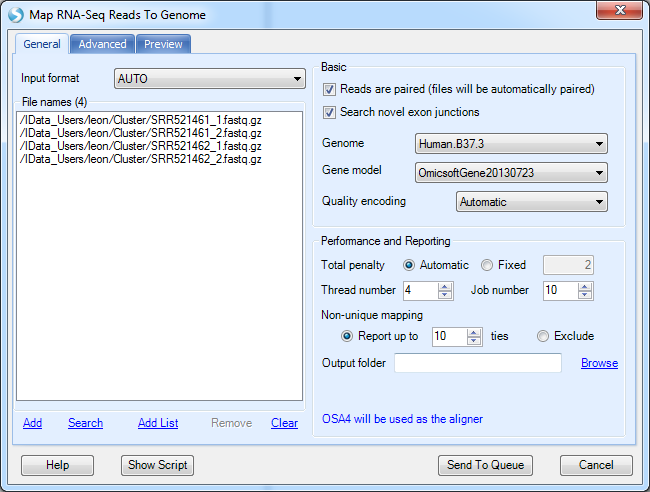 Map RNA-Seq Reads To Genome
General Advanced Preview
Input format AUTO
File names (4)
/IData_Users/leon/Cluster/SRR521461_1.fastq.gz
/IData_Users/leon/Cluster/SRR521461_2.fastq.gz
/IData_Users/leon/Cluster/SRR521462_1.fastq.gz
/IData_Users/leon/Cluster/SRR521462_2.fastq.gz
Add Search Add List Remove Clear
Basic
Reads are paired (files will be automatically paired)
Search novel exon junctions
Genome Human.B37.3
Gene model OmicsoftGene20130723
Quality encoding Automatic
Performance and Reporting
Total penalty Automatic Fixed 2
Thread number 4 Job number 10
Non-unique mapping
Report up to 10 ties Exclude
Output folder Browse
OSA4 will be used as the aligner
Help Show Script Send To Queue Cancel